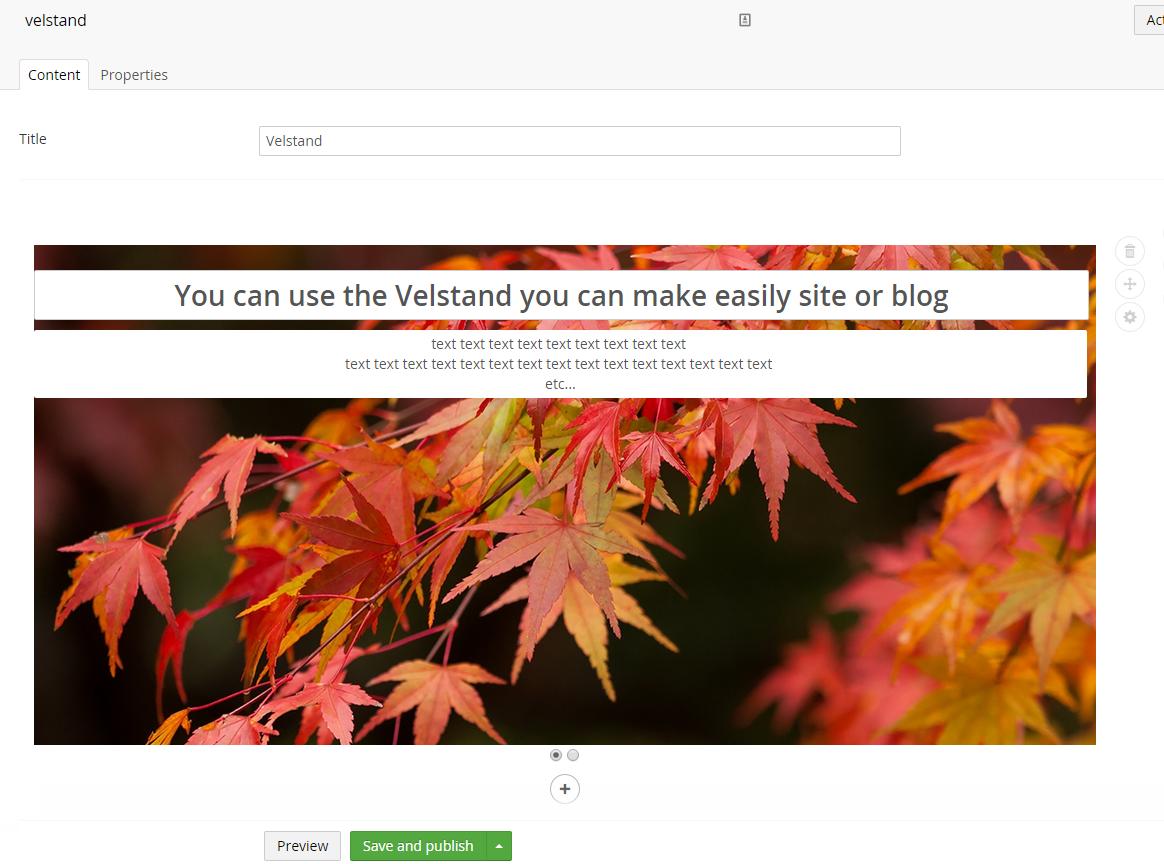 velstand
Act
Content Properties
Title
Velstand
You can use the Velstand you can make easily site or blog
text text text text text text text text text
text text text text text text text text text text text text text text text
etc...
Preview
Save and publish